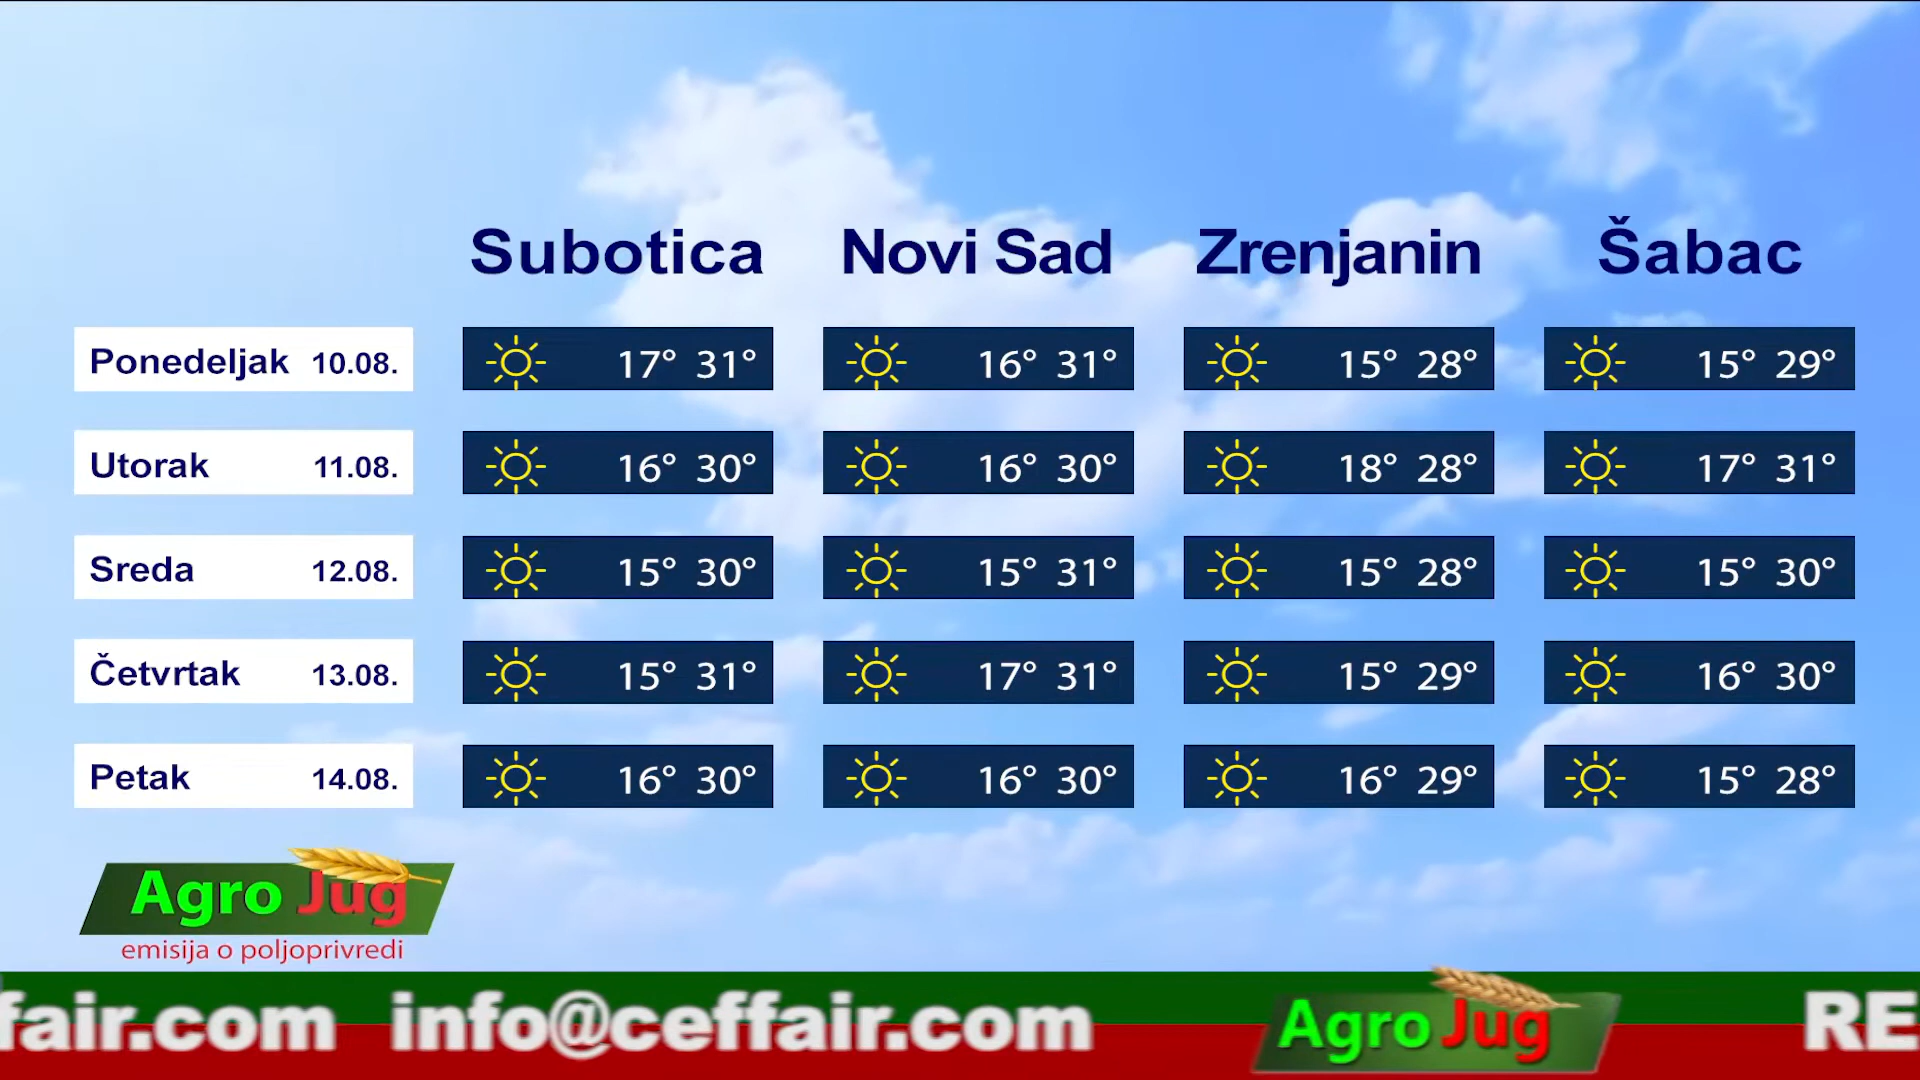 Subotica Novi Sad Zrenjanin Šabac
Ponedeljak 10.08. 17° 31° 16° 31° 15° 28° 15° 29°
Utorak 11.08. 16° 30° 16° 30° 18° 28° 17° 31°
Sreda 12.08. 15° 30° 15° 31° 15° 28° 15° 30°
Četvrtak 13.08. 15° 31° 17° 31° 15° 29° 16° 30°
Petak 14.08. 16° 30° 16° 30° 16° 29° 15° 28°
Agro Jug
emisija o poljoprivredi
fair.com info@ceffair.com Agro Jug RE